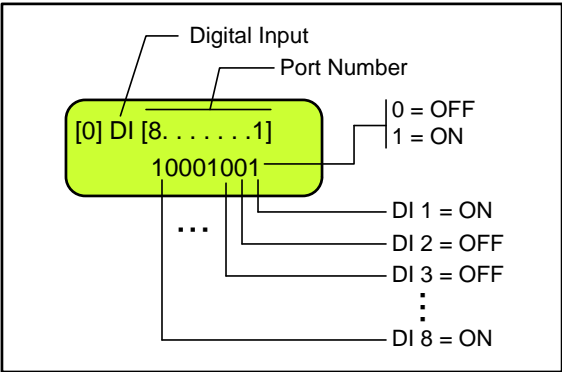 Digital Input
Port Number
0 = OFF
1 = ON
[0] DI [8. . . . . . .1]
10001001
DI 1 = ON
...
DI 2 = OFF
DI 3 = OFF
DI 8 = ON